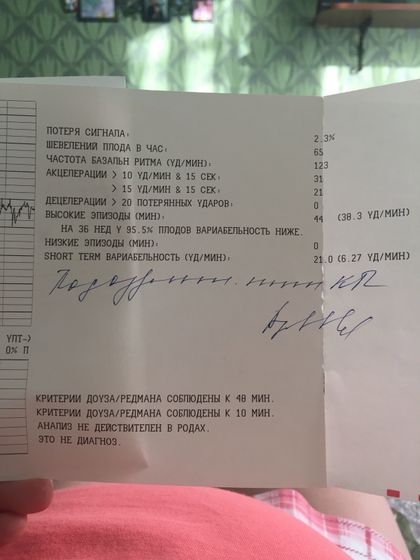 ПОТЕРЯ СИГНАЛА: 2.3%
ШЕВЕЛЕНИЙ ПЛОДА В ЧАС: 65
ЧАСТОТА БАЗАЛЬН РИТМА (УД/МИН): 123
АКЦЕЛЕРАЦИИ > 10 УД/МИН & 15 СЕК: 31
> 15 УД/МИН & 15 СЕК: 21
ДЕЦЕЛЕРАЦИИ > 20 ПОТЕРЯННЫХ УДАРОВ: 0
ВЫСОКИЕ ЭПИЗОДЫ (МИН): 44 (38.3 УД/МИН)
НА 36 НЕД У 95.5% ПЛОДОВ ВАРИАБЕЛЬНОСТЬ НИЖЕ.
НИЗКИЕ ЭПИЗОДЫ (МИН): 0
SHORT TERM ВАРИАБЕЛЬНОСТЬ (УД/МИН): 21.0 (6.27 УД/МИН)
КРИТЕРИИ ДОУЗА/РЕДМАНА СОБЛЮДЕНЫ К 48 МИН.
КРИТЕРИИ ДОУЗА/РЕДМАНА СОБЛЮДЕНЫ К 10 МИН.
АНАЛИЗ НЕ ДЕЙСТВИТЕЛЕН В РОДАХ.
ЭТО НЕ ДИАГНОЗ.
0% П